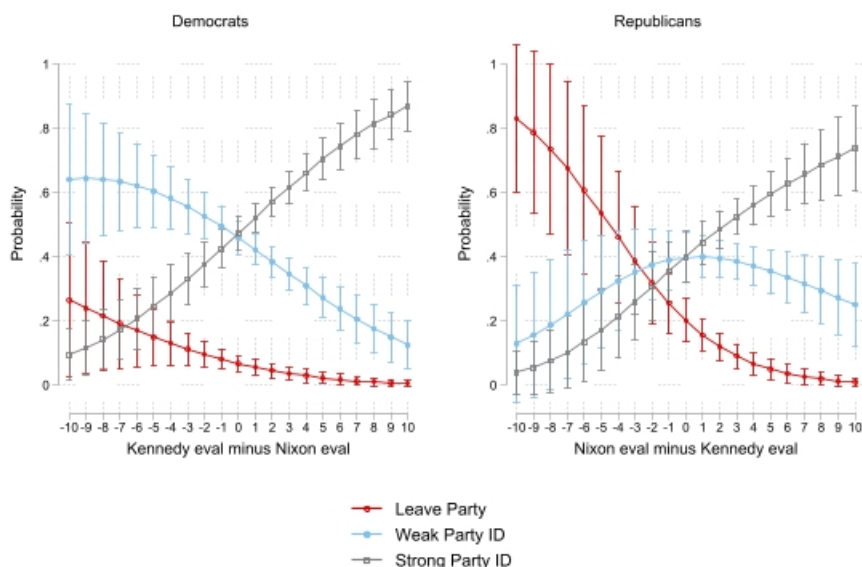 Democrats
Republicans
Probability
1
.8
.6
.4
.2
0
-10 -9 -8 -7 -6 -5 -4 -3 -2 -1 0 1 2 3 4 5 6 7 8 9 10
Kennedy eval minus Nixon eval
Probability
1
.8
.6
.4
.2
0
-10 -9 -8 -7 -6 -5 -4 -3 -2 -1 0 1 2 3 4 5 6 7 8 9 10
Nixon eval minus Kennedy eval
Leave Party
Weak Party ID
Strong Party ID